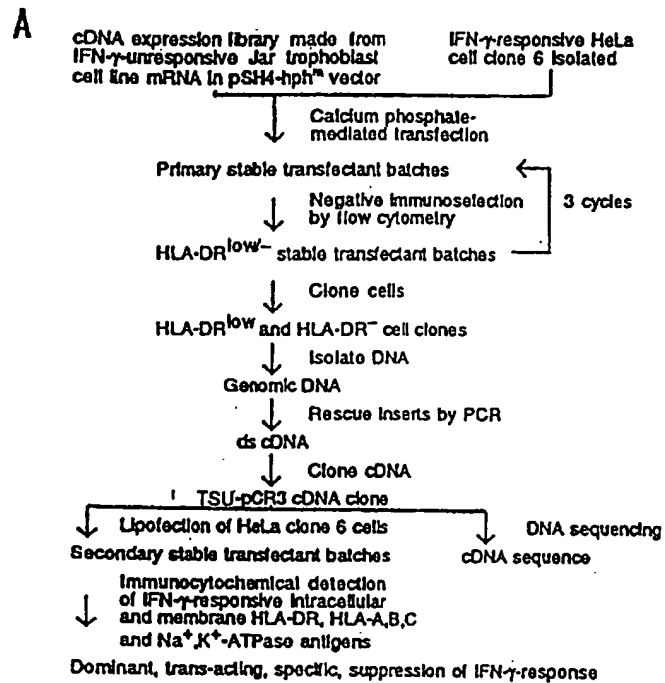 A
cDNA expression library made from
IFN-γ-unresponsive Jar trophoblast
cell line mRNA in pSH4-hph^m vector
IFN-γ-responsive HeLa
cell clone 6 isolated
Calcium phosphate-
mediated transfection
Primary stable transfectant batches
Negative immunoselection
by flow cytometry
3 cycles
HLA-DR^low/- stable transfectant batches
Clone cells
HLA-DR^low and HLA-DR^- cell clones
Isolate DNA
Genomic DNA
Rescue inserts by PCR
ds cDNA
Clone cDNA
TSU-pCR3 cDNA clone
Lipofection of HeLa clone 6 cells
DNA sequencing
Secondary stable transfectant batches
cDNA sequence
Immunocytochemical detection
of IFN-γ-responsive intracellular
and membrane HLA-DR, HLA-A,B,C
and Na⁺,K⁺-ATPase antigens
Dominant, trans-acting, specific, suppression of IFN-γ-response